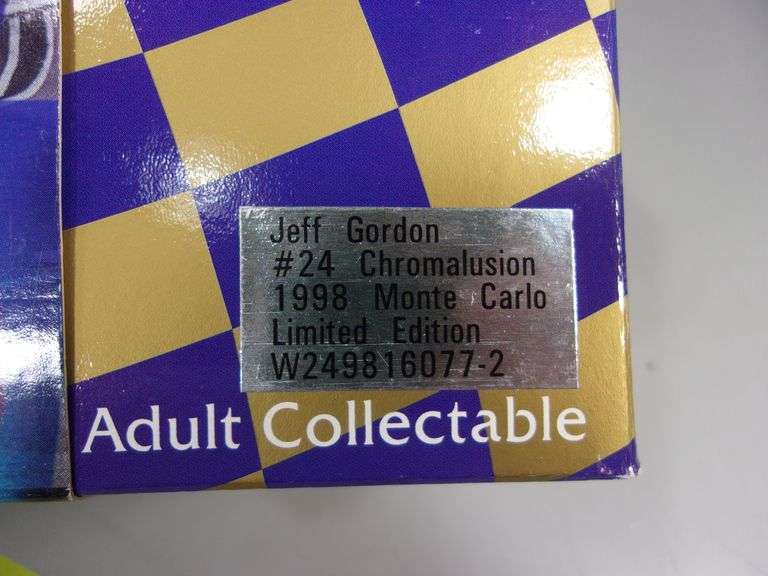 Jeff Gordon
#24 Chromalusion
1998 Monte Carlo
Limited Edition
W249816077-2
Adult Collectable